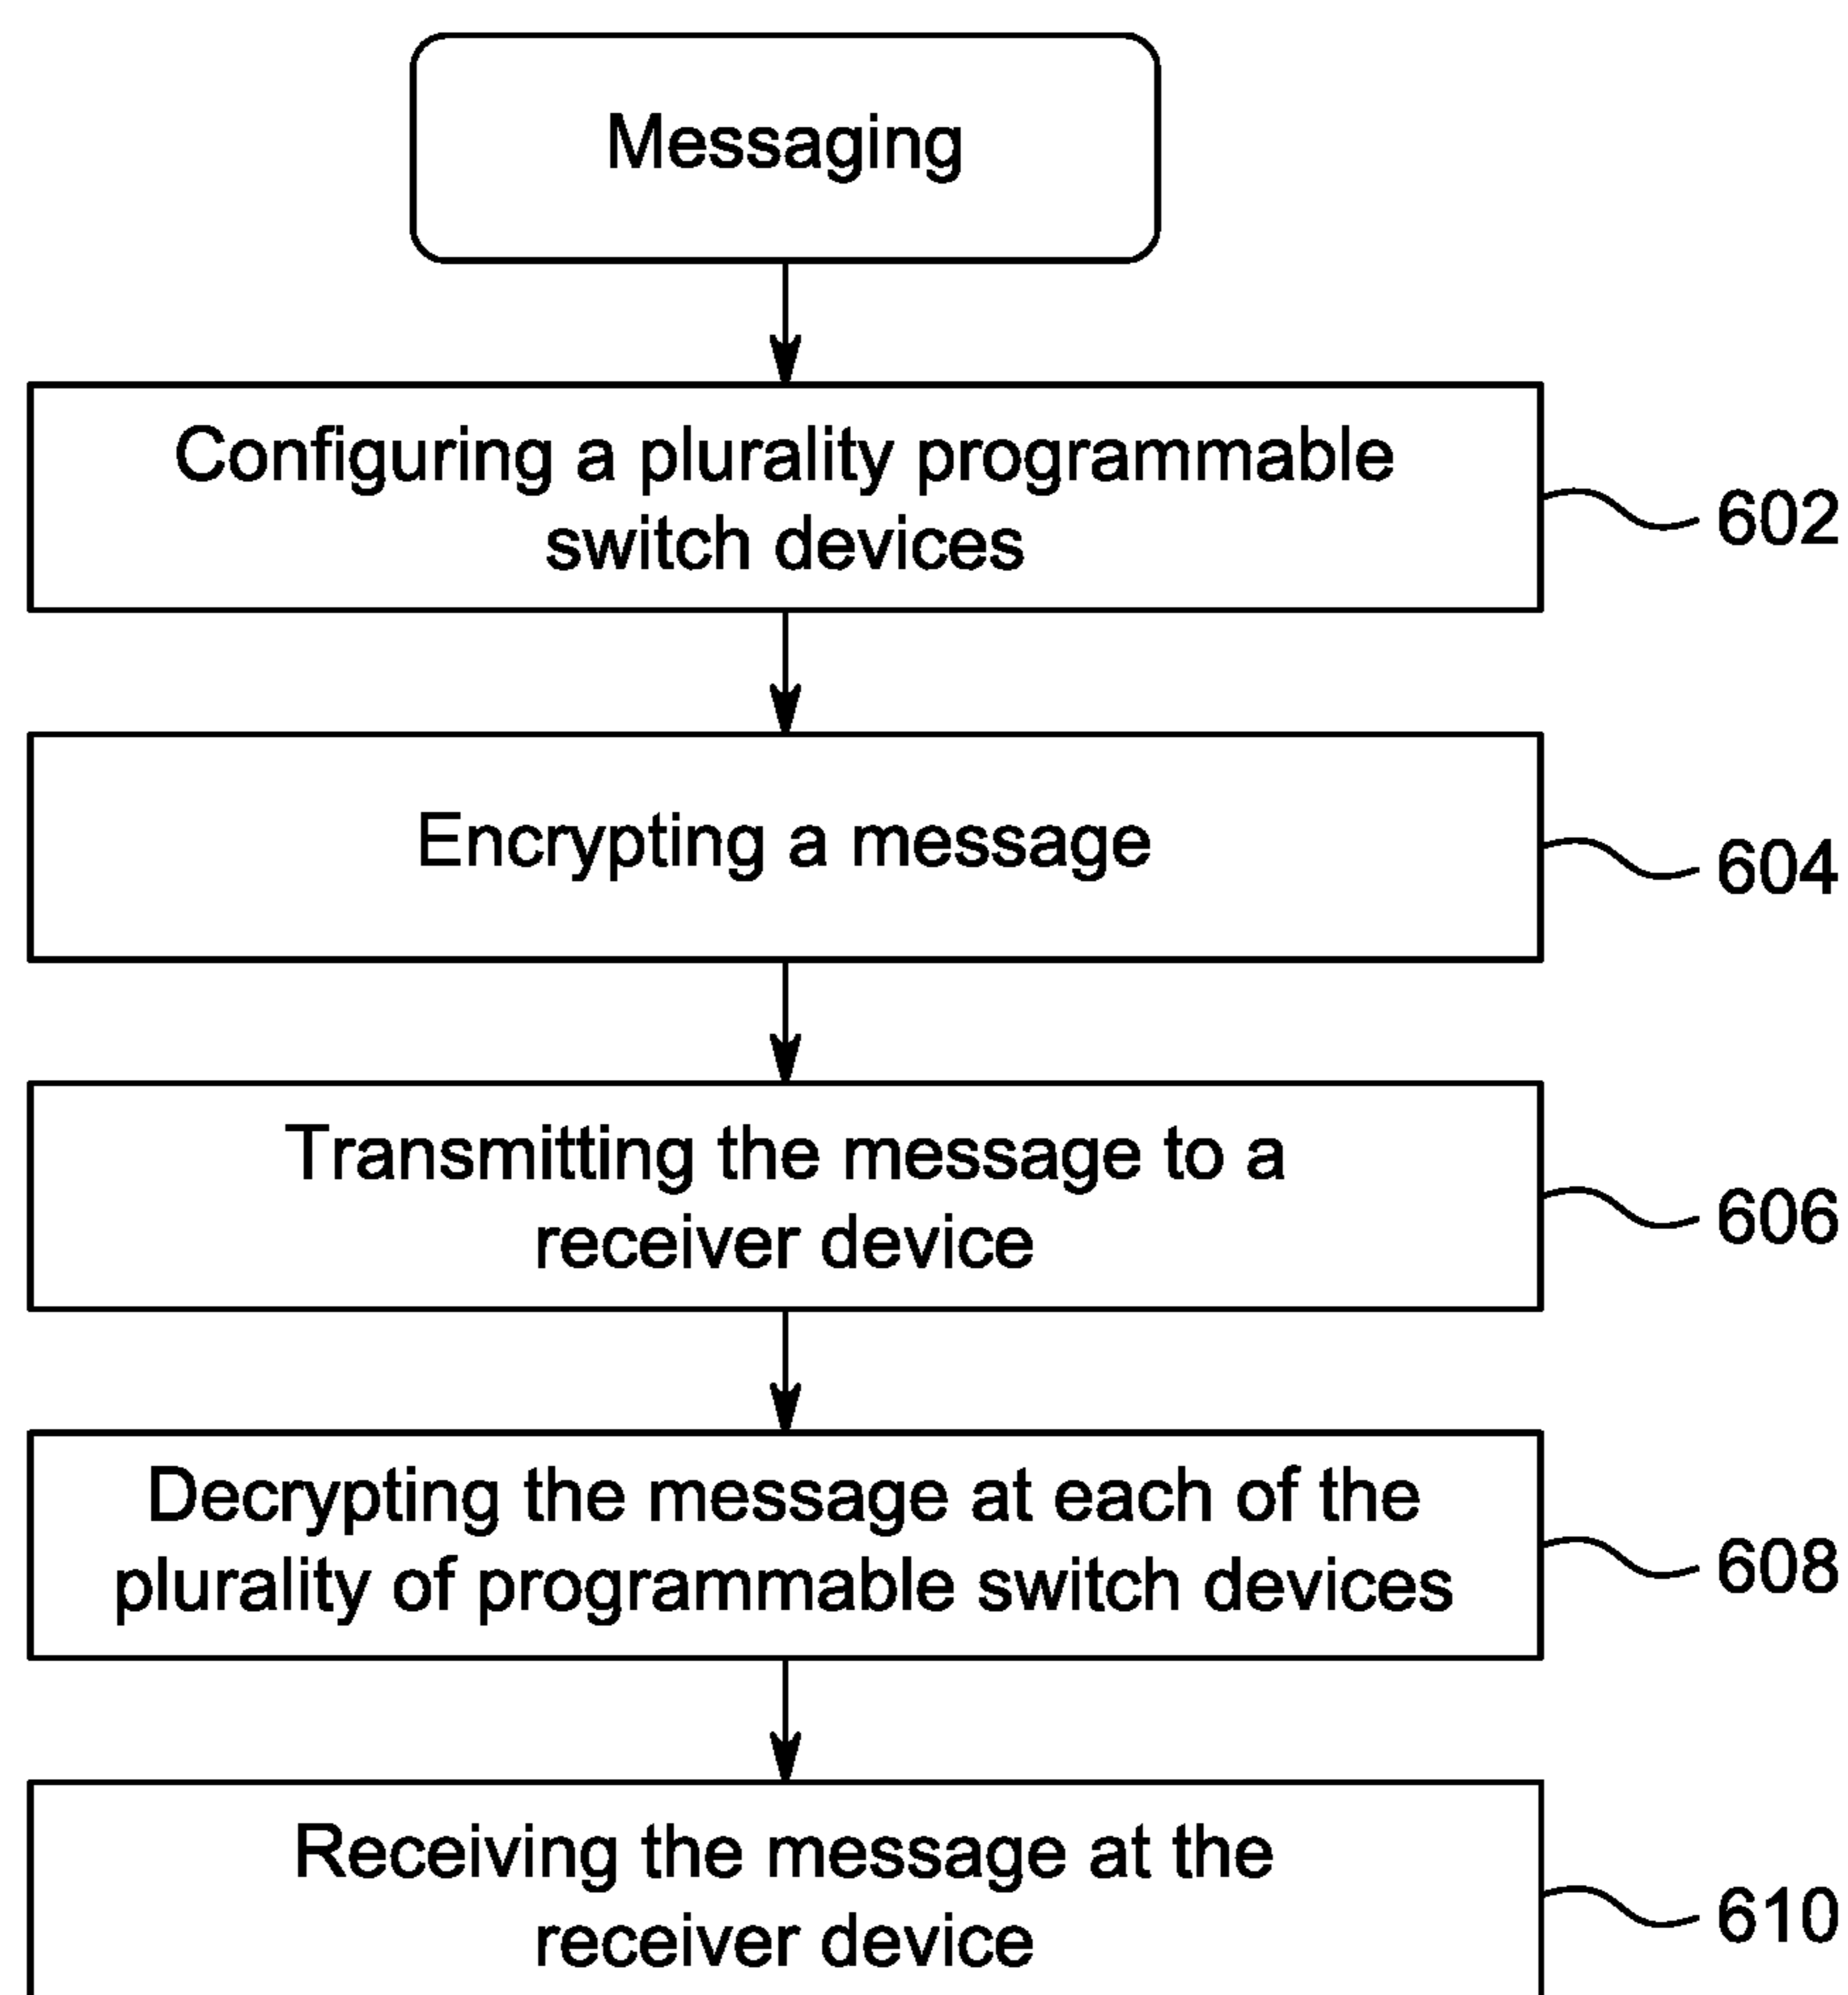 Messaging
Configuring a plurality programmable
switch devices
602
Encrypting a message
604
Transmitting the message to a
receiver device
606
Decrypting the message at each of the
plurality of programmable switch devices
608
Receiving the message at the
receiver device
610